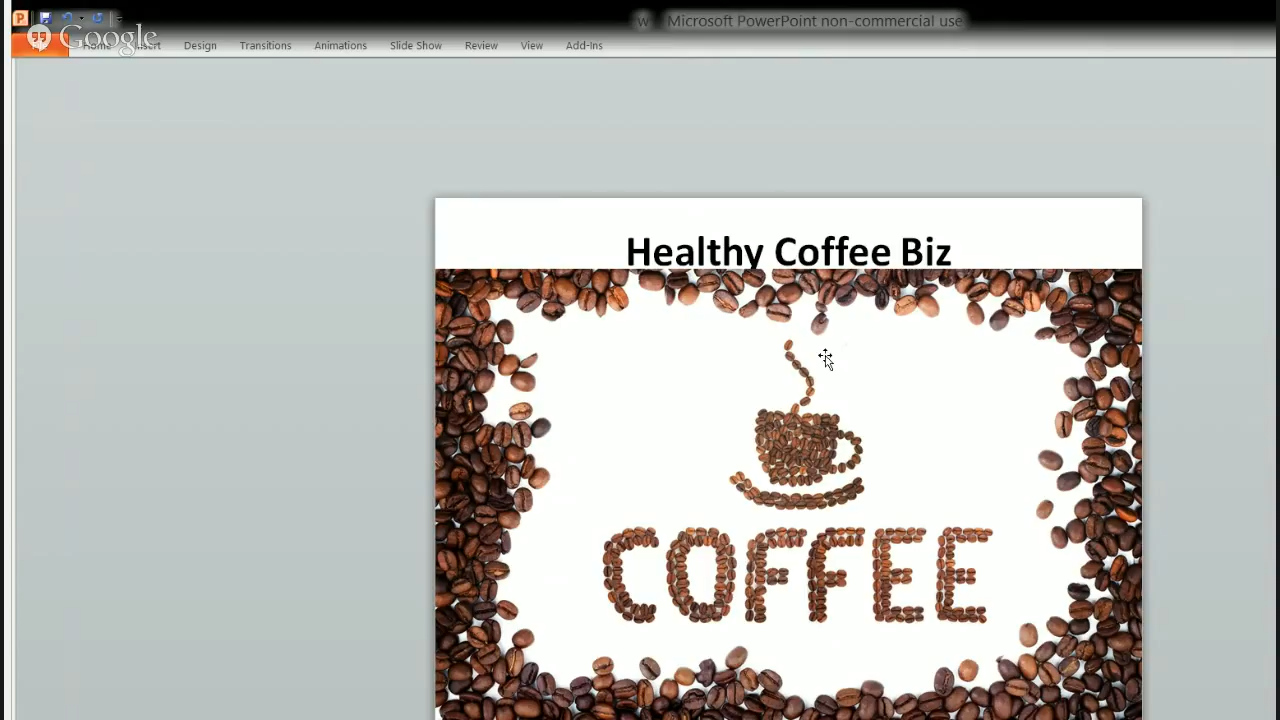 w Microsoft PowerPoint non-commercial use
Google
Insert Design Transitions Animations Slide Show Review View Add-Ins
Healthy Coffee Biz
COFFEE